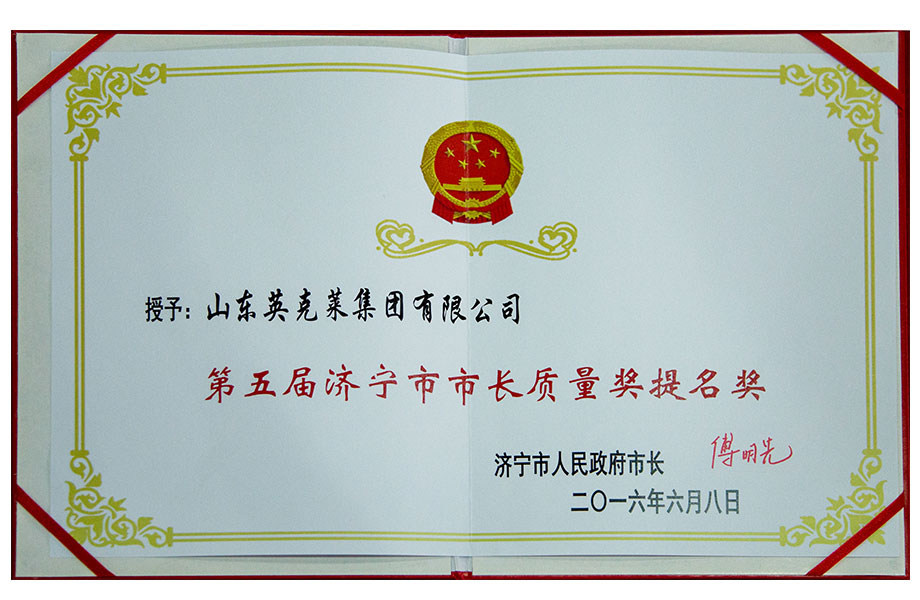 授予：山东英克莱集团有限公司
第五届济宁市市长质量奖提名奖
济宁市人民政府市长 傅明先
二〇一六年六月八日